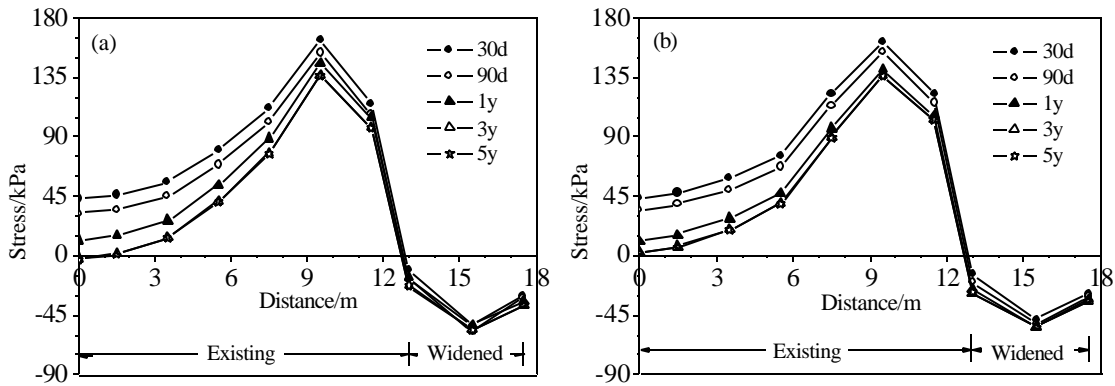 (a)
Stress/kPa
180
135
90
45
0
-45
-90
0 3 6 9 12 15 18
Distance/m
30d
90d
1y
3y
5y
Existing Widened
(b)
Stress/kPa
180
135
90
45
0
-45
-90
0 3 6 9 12 15 18
Distance/m
30d
90d
1y
3y
5y
Existing Widened